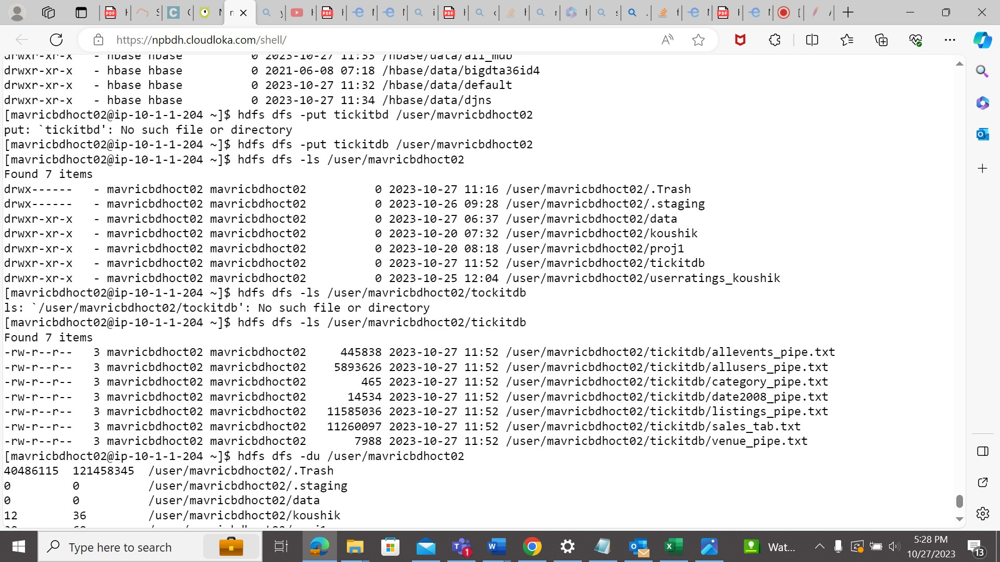 https://npbdh.cloudloka.com/shell/
drwxr-xr-x   - hbase hbase          0 2023-10-27 11:33 /hbase/data/all_mdb
drwxr-xr-x   - hbase hbase          0 2021-06-08 07:18 /hbase/data/bigdta36id4
drwxr-xr-x   - hbase hbase          0 2023-10-27 11:32 /hbase/data/default
drwxr-xr-x   - hbase hbase          0 2023-10-27 11:34 /hbase/data/djns
[mavricbdhoct02@ip-10-1-1-204 ~]$ hdfs dfs -put tickitbd /user/mavricbdhoct02
put: `tickitbd': No such file or directory
[mavricbdhoct02@ip-10-1-1-204 ~]$ hdfs dfs -put tickitdb /user/mavricbdhoct02
[mavricbdhoct02@ip-10-1-1-204 ~]$ hdfs dfs -ls /user/mavricbdhoct02
Found 7 items
drwx------   - mavricbdhoct02 mavricbdhoct02          0 2023-10-27 11:16 /user/mavricbdhoct02/.Trash
drwx------   - mavricbdhoct02 mavricbdhoct02          0 2023-10-26 09:28 /user/mavricbdhoct02/.staging
drwxr-xr-x   - mavricbdhoct02 mavricbdhoct02          0 2023-10-27 06:37 /user/mavricbdhoct02/data
drwxr-xr-x   - mavricbdhoct02 mavricbdhoct02          0 2023-10-20 07:32 /user/mavricbdhoct02/koushik
drwxr-xr-x   - mavricbdhoct02 mavricbdhoct02          0 2023-10-20 08:18 /user/mavricbdhoct02/proj1
drwxr-xr-x   - mavricbdhoct02 mavricbdhoct02          0 2023-10-27 11:52 /user/mavricbdhoct02/tickitdb
drwxr-xr-x   - mavricbdhoct02 mavricbdhoct02          0 2023-10-25 12:04 /user/mavricbdhoct02/userratings_koushik
[mavricbdhoct02@ip-10-1-1-204 ~]$ hdfs dfs -ls /user/mavricbdhoct02/tockitdb
ls: `/user/mavricbdhoct02/tockitdb': No such file or directory
[mavricbdhoct02@ip-10-1-1-204 ~]$ hdfs dfs -ls /user/mavricbdhoct02/tickitdb
Found 7 items
-rw-r--r--   3 mavricbdhoct02 mavricbdhoct02     445838 2023-10-27 11:52 /user/mavricbdhoct02/tickitdb/allevents_pipe.txt
-rw-r--r--   3 mavricbdhoct02 mavricbdhoct02    5893626 2023-10-27 11:52 /user/mavricbdhoct02/tickitdb/allusers_pipe.txt
-rw-r--r--   3 mavricbdhoct02 mavricbdhoct02        465 2023-10-27 11:52 /user/mavricbdhoct02/tickitdb/category_pipe.txt
-rw-r--r--   3 mavricbdhoct02 mavricbdhoct02      14534 2023-10-27 11:52 /user/mavricbdhoct02/tickitdb/date2008_pipe.txt
-rw-r--r--   3 mavricbdhoct02 mavricbdhoct02   11585036 2023-10-27 11:52 /user/mavricbdhoct02/tickitdb/listings_pipe.txt
-rw-r--r--   3 mavricbdhoct02 mavricbdhoct02   11260097 2023-10-27 11:52 /user/mavricbdhoct02/tickitdb/sales_tab.txt
-rw-r--r--   3 mavricbdhoct02 mavricbdhoct02       7988 2023-10-27 11:52 /user/mavricbdhoct02/tickitdb/venue_pipe.txt
[mavricbdhoct02@ip-10-1-1-204 ~]$ hdfs dfs -du /user/mavricbdhoct02
40486115  121458345  /user/mavricbdhoct02/.Trash
0         0          /user/mavricbdhoct02/.staging
0         0          /user/mavricbdhoct02/data
12        36         /user/mavricbdhoct02/koushik
Type here to search
Wat...
5:28 PM
10/27/2023
13